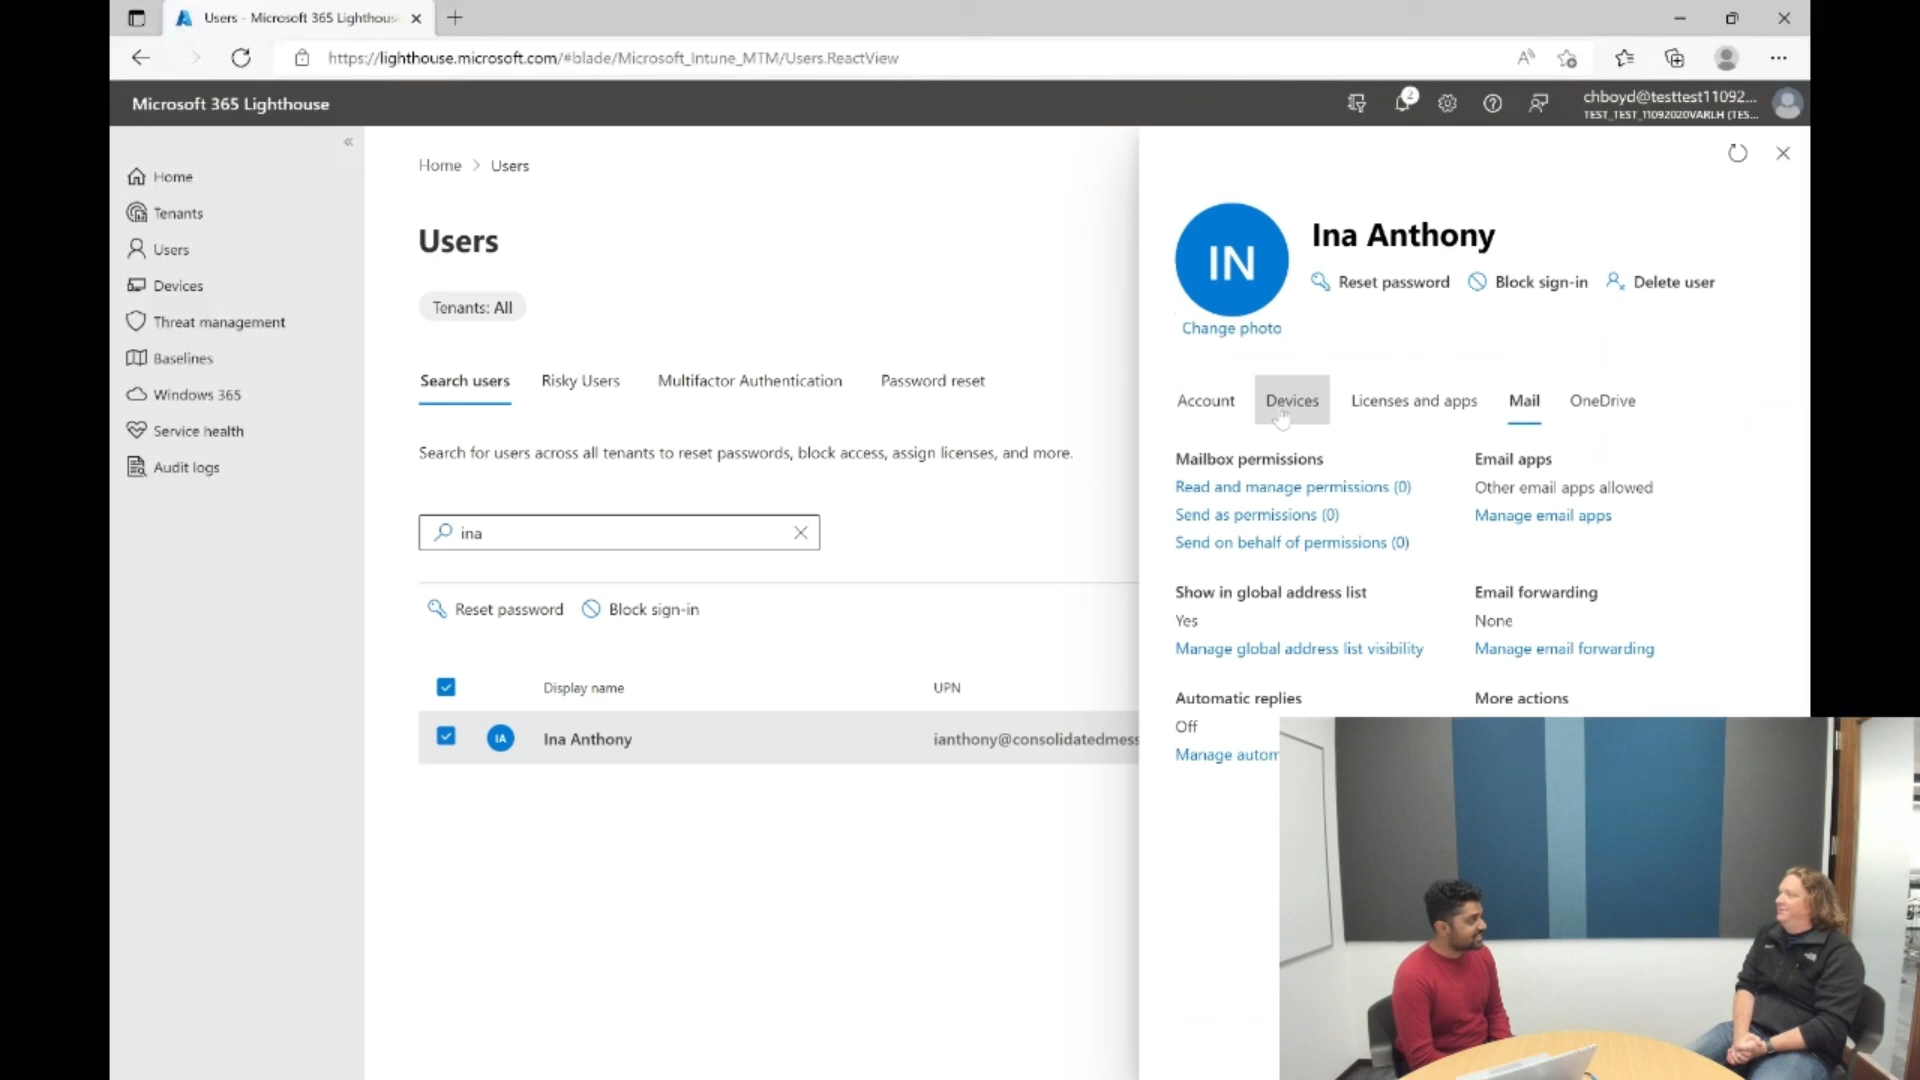 Users - Microsoft 365 Lighthous
https://lighthouse.microsoft.com/#blade/Microsoft_Intune_MTM/Users.ReactView
Microsoft 365 Lighthouse
2
chboyd@testtest11092...
TEST_TEST_11092020VARLH (TES...
Home
Tenants
Users
Devices
Threat management
Baselines
Windows 365
Service health
Audit logs
Home > Users
Users
Tenants: All
Search users Risky Users Multifactor Authentication Password reset
Search for users across all tenants to reset passwords, block access, assign licenses, and more.
ina
Reset password Block sign-in
Display name UPN
IA Ina Anthony ianthony@consolidatedmess
IN
Change photo
Ina Anthony
Reset password Block sign-in Delete user
Account Devices Licenses and apps Mail OneDrive
Mailbox permissions
Read and manage permissions (0)
Send as permissions (0)
Send on behalf of permissions (0)
Email apps
Other email apps allowed
Manage email apps
Show in global address list
Yes
Manage global address list visibility
Email forwarding
None
Manage email forwarding
Automatic replies
Off
Manage autom
More actions